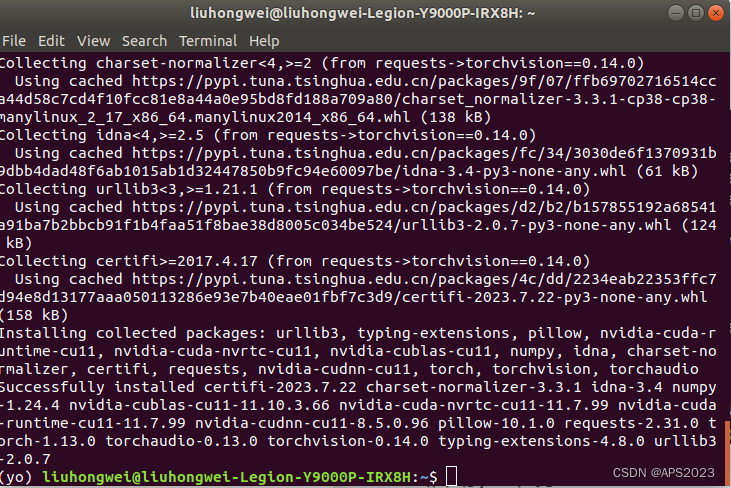 liuhongwei@liuhongwei-Legion-Y9000P-IRX8H: ~
File Edit View Search Terminal Help
Collecting charset-normalizer<4,>=2 (from requests->torchvision==0.14.0)
Using cached https://pypi.tuna.tsinghua.edu.cn/packages/9f/07/ffb69702716514cc
a44d58c7cd4f10fcc81e8a44a0e95bd8fd188a709a80/charset_normalizer-3.3.1-cp38-cp38-
manylinux_2_17_x86_64.manylinux2014_x86_64.whl (138 kB)
Collecting idna<4,>=2.5 (from requests->torchvision==0.14.0)
Using cached https://pypi.tuna.tsinghua.edu.cn/packages/fc/34/3030de6f1370931b
9dbb4dad48f6ab1015ab1d32447850b9fc94e60097be/idna-3.4-py3-none-any.whl (61 kB)
Collecting urllib3<3,>=1.21.1 (from requests->torchvision==0.14.0)
Using cached https://pypi.tuna.tsinghua.edu.cn/packages/d2/b2/b157855192a68541
a91ba7b2bbcb91f1b4faa51f8bae38d8005c034be524/urllib3-2.0.7-py3-none-any.whl (124
kB)
Collecting certifi>=2017.4.17 (from requests->torchvision==0.14.0)
Using cached https://pypi.tuna.tsinghua.edu.cn/packages/4c/dd/2234eab22353ffc7
d94e8d13177aaa050113286e93e7b40eae01fbf7c3d9/certifi-2023.7.22-py3-none-any.whl
(158 kB)
Installing collected packages: urllib3, typing-extensions, pillow, nvidia-cuda-r
untime-cu11, nvidia-cuda-nvrtc-cu11, nvidia-cublas-cu11, numpy, idna, charset-no
rmalizer, certifi, requests, nvidia-cudnn-cu11, torch, torchvision, torchaudio
Successfully installed certifi-2023.7.22 charset-normalizer-3.3.1 idna-3.4 numpy
-1.24.4 nvidia-cublas-cu11-11.10.3.66 nvidia-cuda-nvrtc-cu11-11.7.99 nvidia-cuda
-runtime-cu11-11.7.99 nvidia-cudnn-cu11-8.5.0.96 pillow-10.1.0 requests-2.31.0 t
orch-1.13.0 torchaudio-0.13.0 torchvision-0.14.0 typing-extensions-4.8.0 urllib3
-2.0.7
(yo) liuhongwei@liuhongwei-Legion-Y9000P-IRX8H:~$
CSDN @APS2023